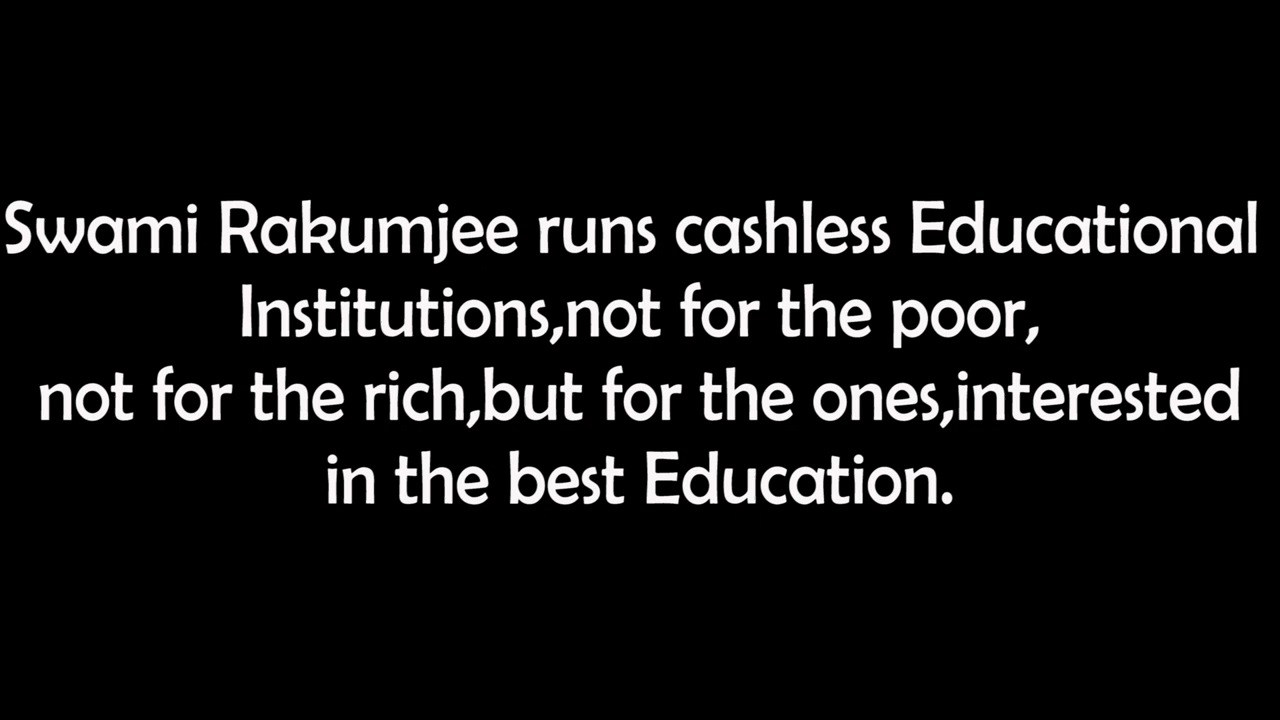 Swami Rakumjee runs cashless Educational
Institutions,not for the poor,
not for the rich,but for the ones,interested
in the best Education.